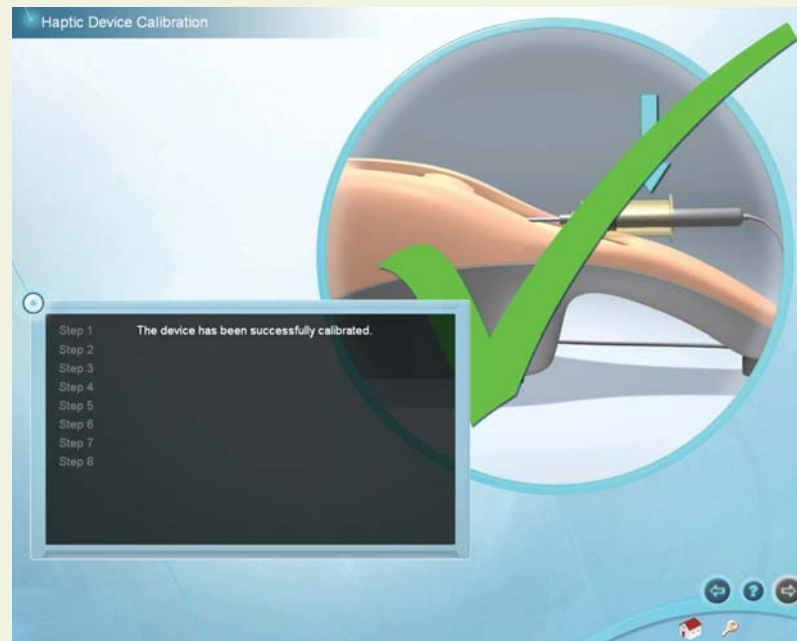 Haptic Device Calibration
Step 1 The device has been successfully calibrated.
Step 2
Step 3
Step 4
Step 5
Step 6
Step 7
Step 8
?